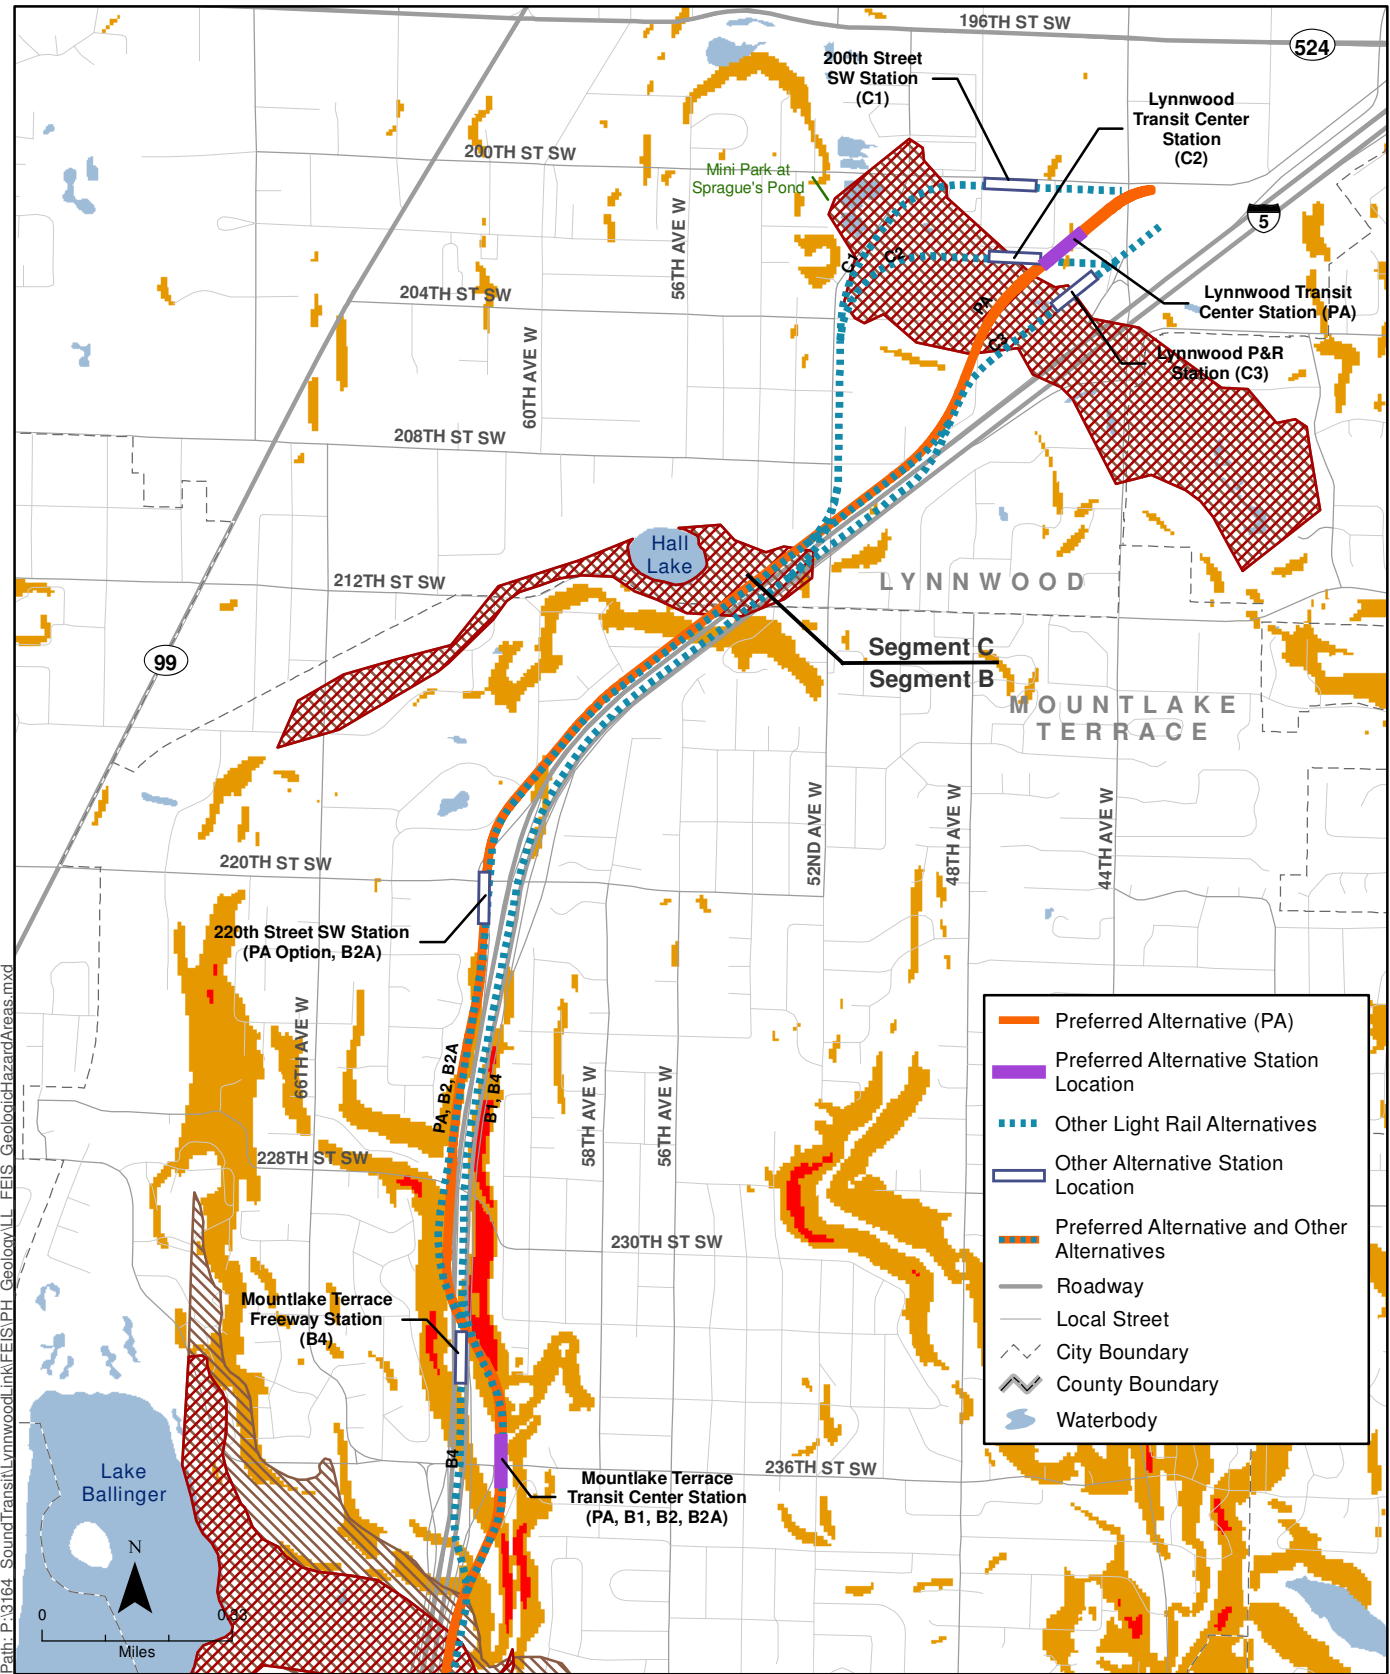 196TH ST SW
524
200th Street
SW Station
(C1)
Lynnwood
Transit Center
Station
(C2)
200TH ST SW
Mini Park at
Sprague's Pond
56TH AVE W
5
C1
C2
204TH ST SW
PA
Lynnwood Transit
Center Station (PA)
C3
Lynnwood P&R
Station (C3)
60TH AVE W
208TH ST SW
Hall
Lake
212TH ST SW
LYNNWOOD
Segment C
Segment B
99
MOUNTLAKE
TERRACE
52ND AVE W
48TH AVE W
44TH AVE W
220TH ST SW
220th Street SW Station
(PA Option, B2A)
66TH AVE W
PA, B2, B2A
B1, B4
58TH AVE W
56TH AVE W
228TH ST SW
230TH ST SW
Mountlake Terrace
Freeway Station
(B4)
B4
236TH ST SW
Mountlake Terrace
Transit Center Station
(PA, B1, B2, B2A)
Lake
Ballinger
N
0
0.33
Miles
Preferred Alternative (PA)
Preferred Alternative Station
Location
Other Light Rail Alternatives
Other Alternative Station
Location
Preferred Alternative and Other
Alternatives
Roadway
Local Street
City Boundary
County Boundary
Waterbody
Path: P:\3164_SoundTransit\LynnwoodLink\FEIS\PH_Geology\LL_FEIS_GeologicHazardAreas.mxd